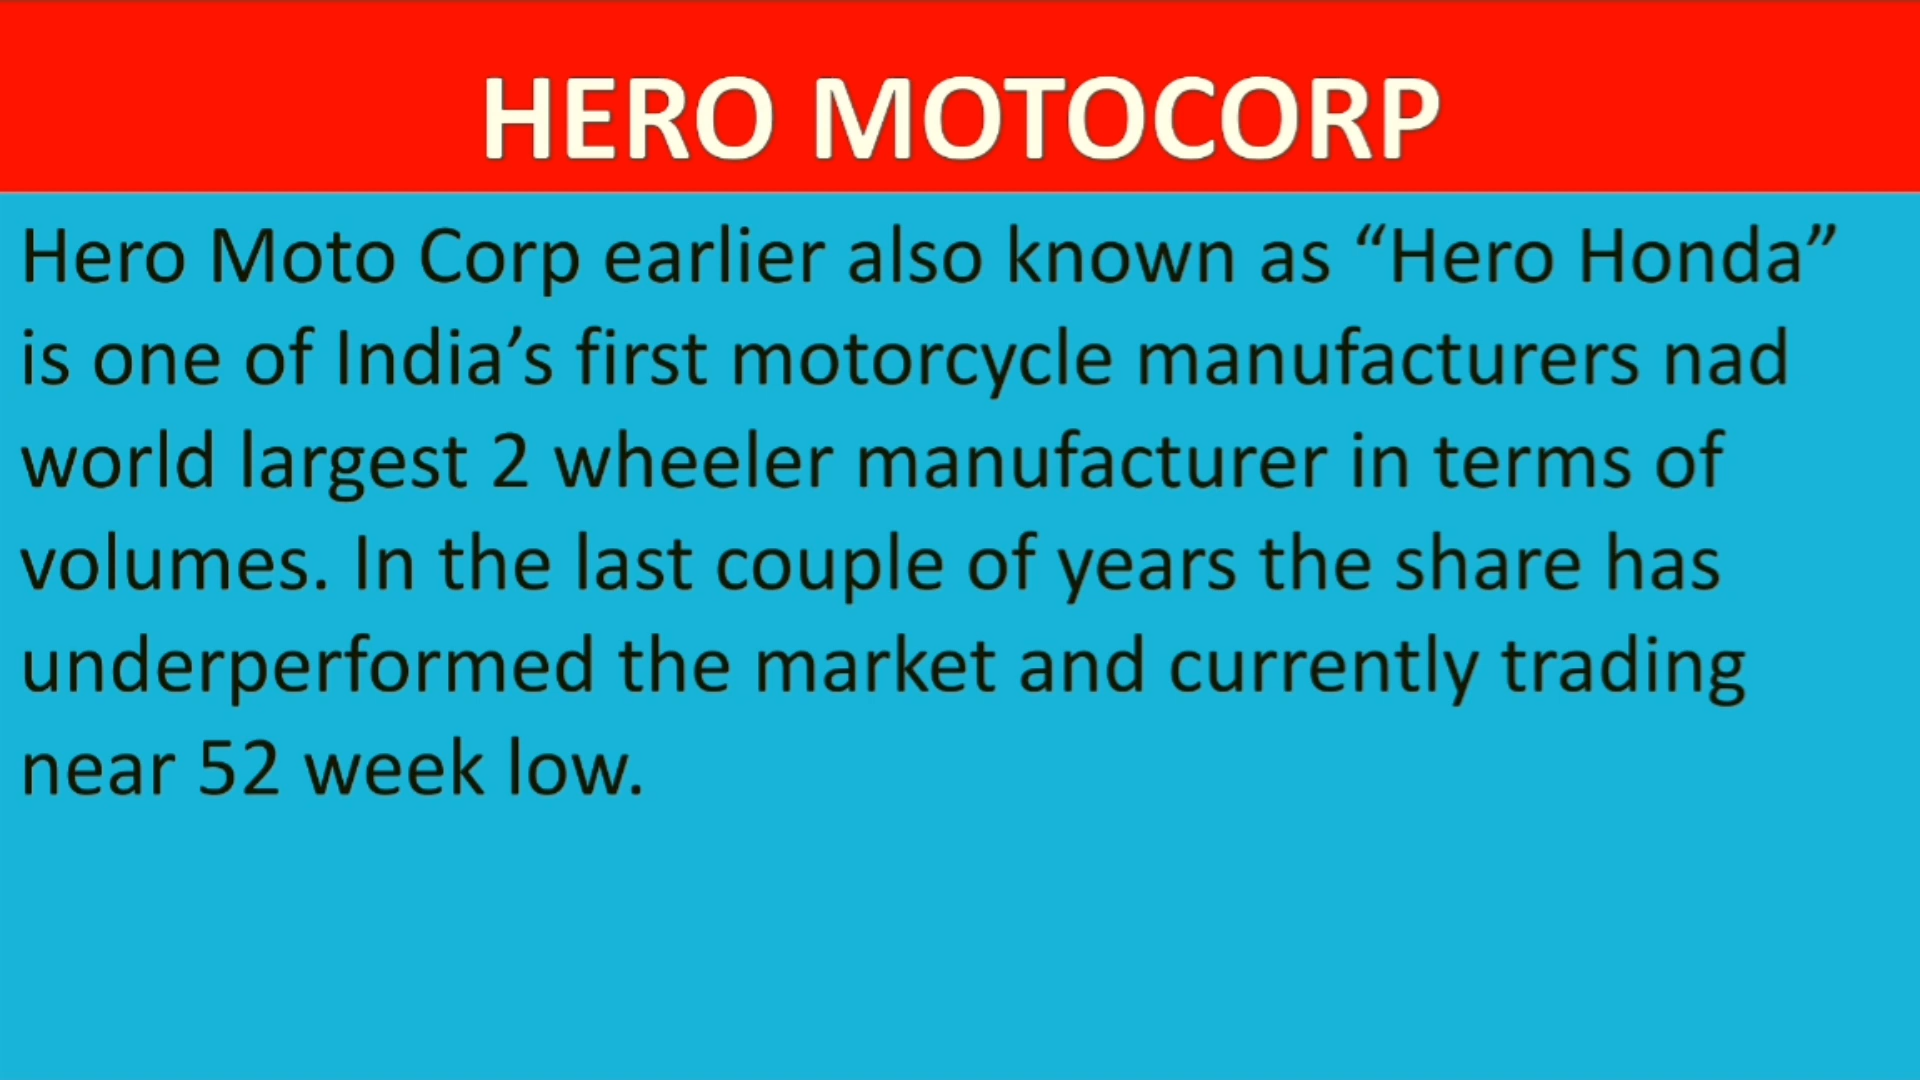 HERO MOTOCORP
Hero Moto Corp earlier also known as “Hero Honda”
is one of India’s first motorcycle manufacturers nad
world largest 2 wheeler manufacturer in terms of
volumes. In the last couple of years the share has
underperformed the market and currently trading
near 52 week low.